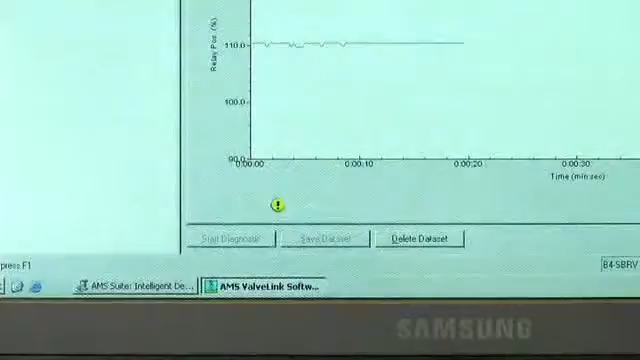 Relay Pos. (%)
110.0
100.0
90.0
0:00:00 0:00:10 0:00:20 0:00:30
Time (min:sec)
Start Diagnostic Save Dataset Delete Dataset
press F1
B4-SBRV
AMS Suite: Intelligent De... AMS ValveLink Softw...
SAMSUNG